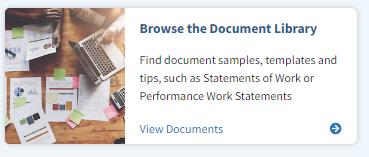 Browse the Document Library
Find document samples, templates and
tips, such as Statements of Work or
Performance Work Statements
View Documents